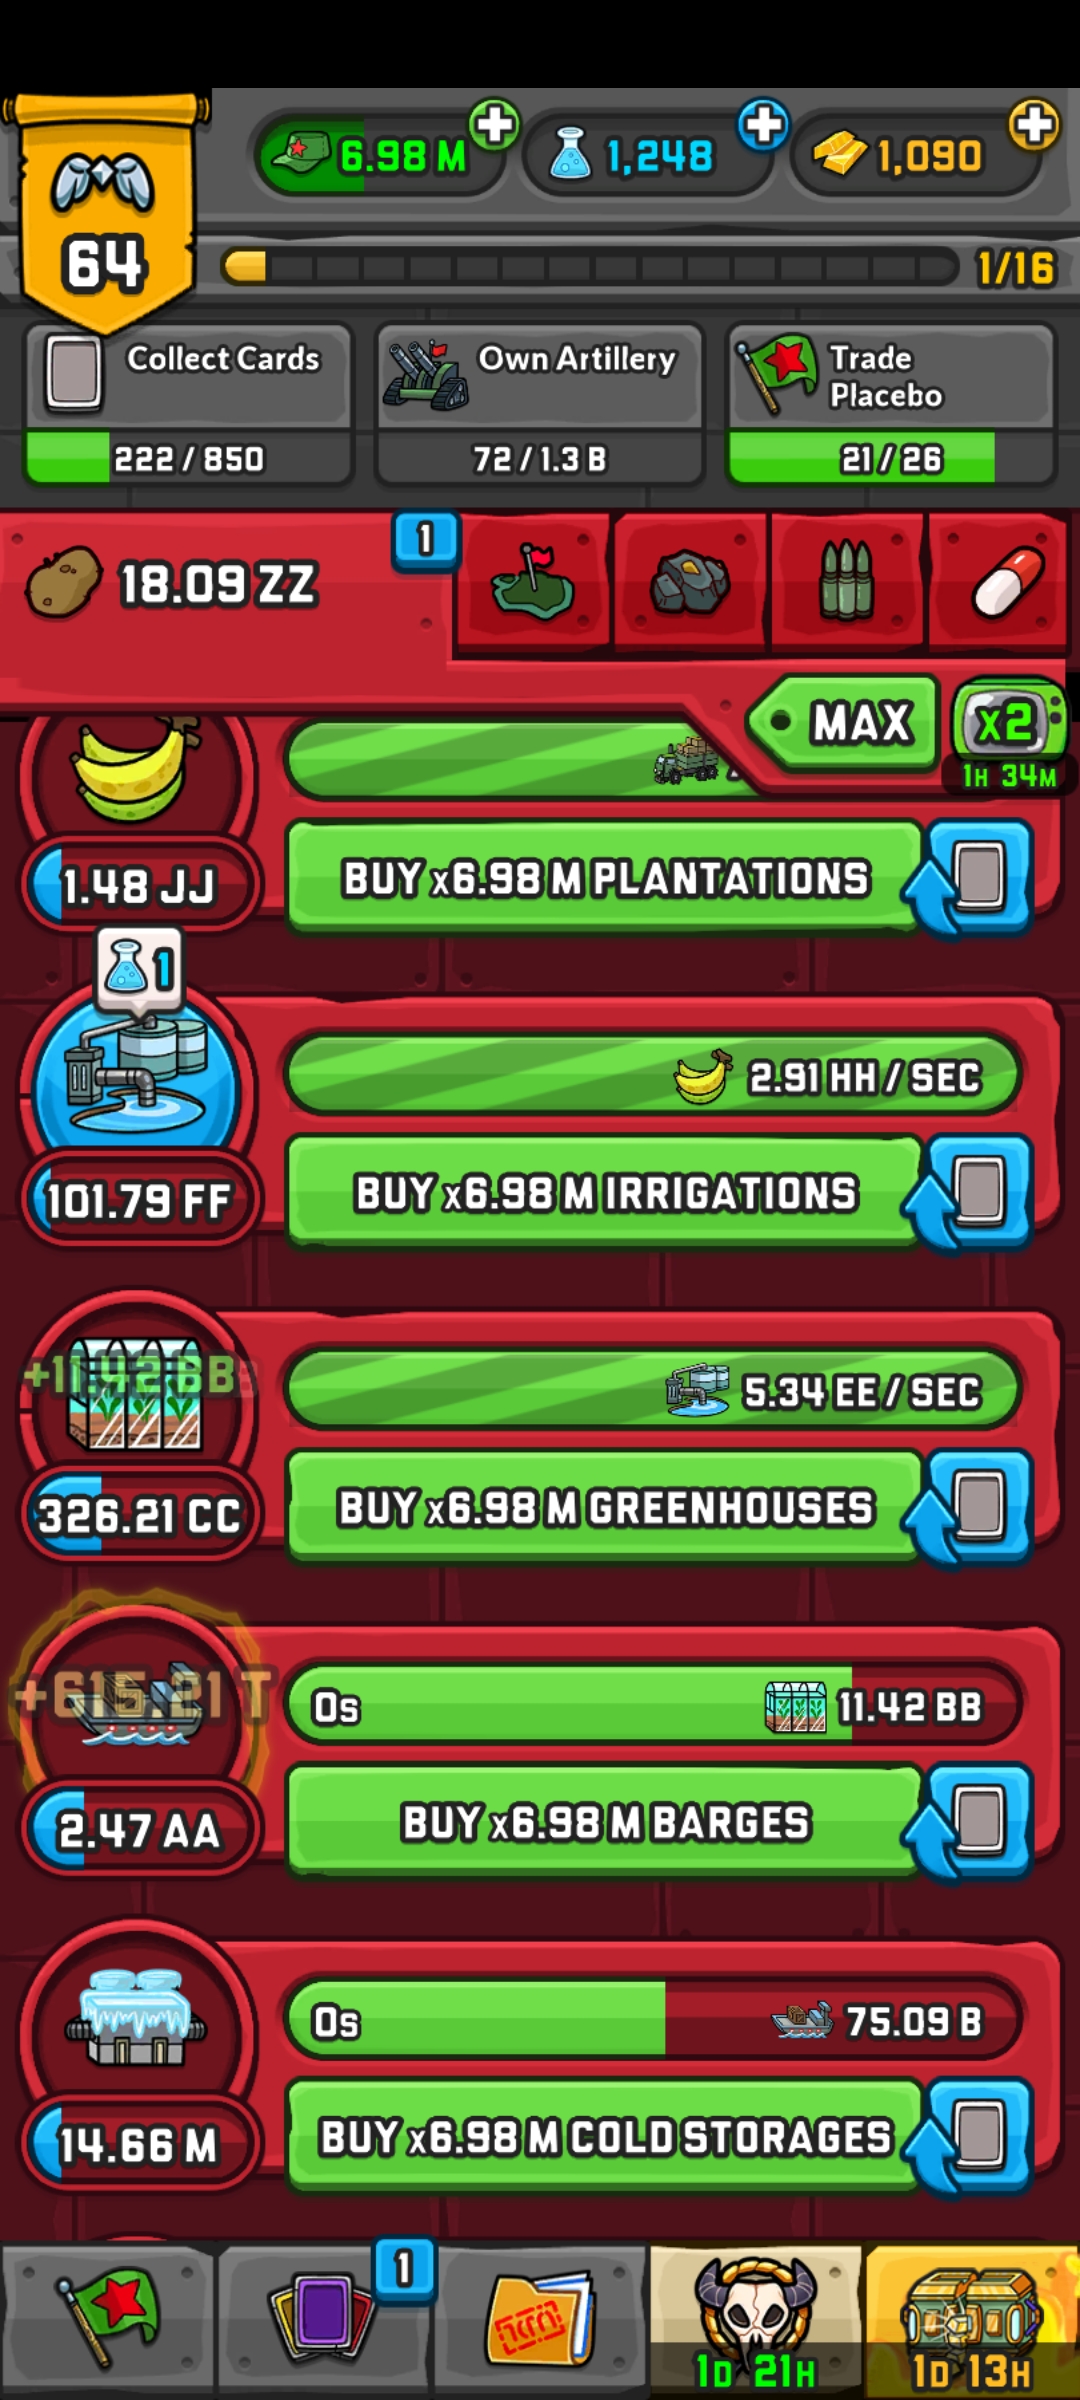 6.98 M
1,248
1,090
64
1/16
Collect Cards
Own Artillery
Trade
Placebo
222 / 850
72 / 1.3 B
21 / 26
18.09 ZZ
1
MAX
x2
1H 34M
1.48 JJ
BUY x6.98 M PLANTATIONS
1
2.91 HH / SEC
101.79 FF
BUY x6.98 M IRRIGATIONS
+11.42 BB
5.34 EE / SEC
326.21 CC
BUY x6.98 M GREENHOUSES
+615.21 T
0s
11.42 BB
2.47 AA
BUY x6.98 M BARGES
0s
75.09 B
14.66 M
BUY x6.98 M COLD STORAGES
1
1D 21H
1D 13H